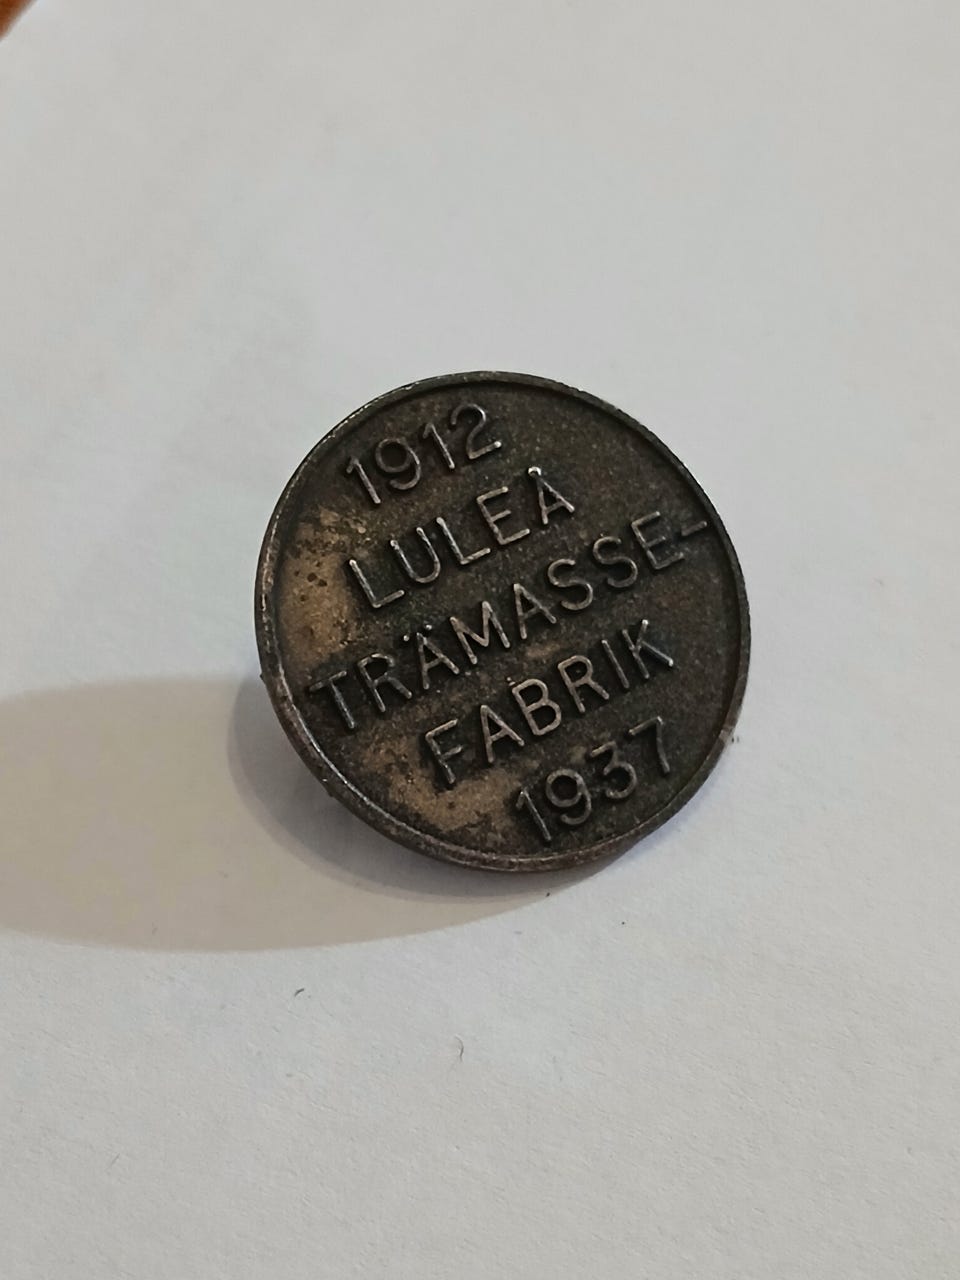 1912
LULEÅ
TRÄMASSE-
FABRIK
1937